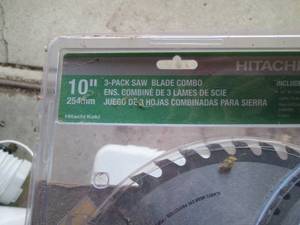 HITACHI
10"
254mm
3-PACK SAW BLADE COMBO
ENS. COMBINÉ DE 3 LAMES DE SCIE
JUEGO DE 3 HOJAS COMBINADAS PARA SIERRA
Hitachi Koki